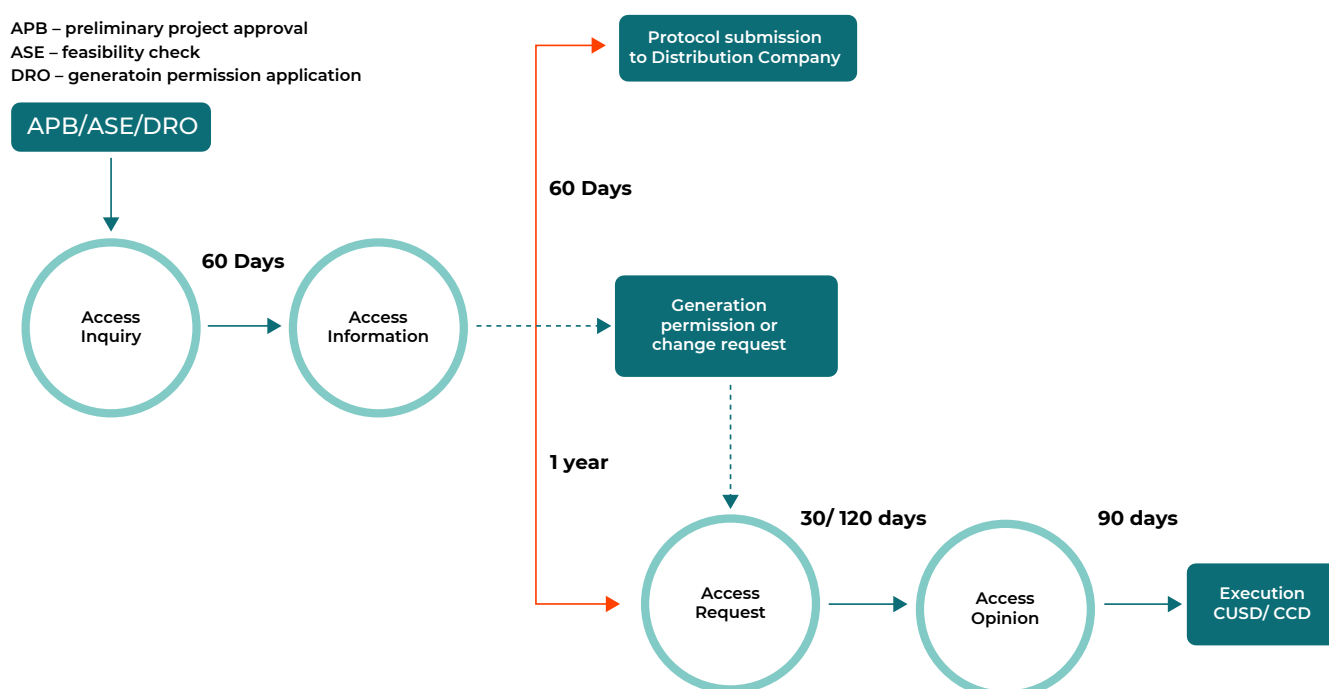 APB – preliminary project approval
ASE – feasibility check
DRO – generatoin permission application
APB/ASE/DRO
Protocol submission
to Distribution Company
60 Days
60 Days
Access
Inquiry
Access
Information
Generation
permission or
change request
1 year
30/ 120 days
90 days
Access
Request
Access
Opinion
Execution
CUSD/ CCD